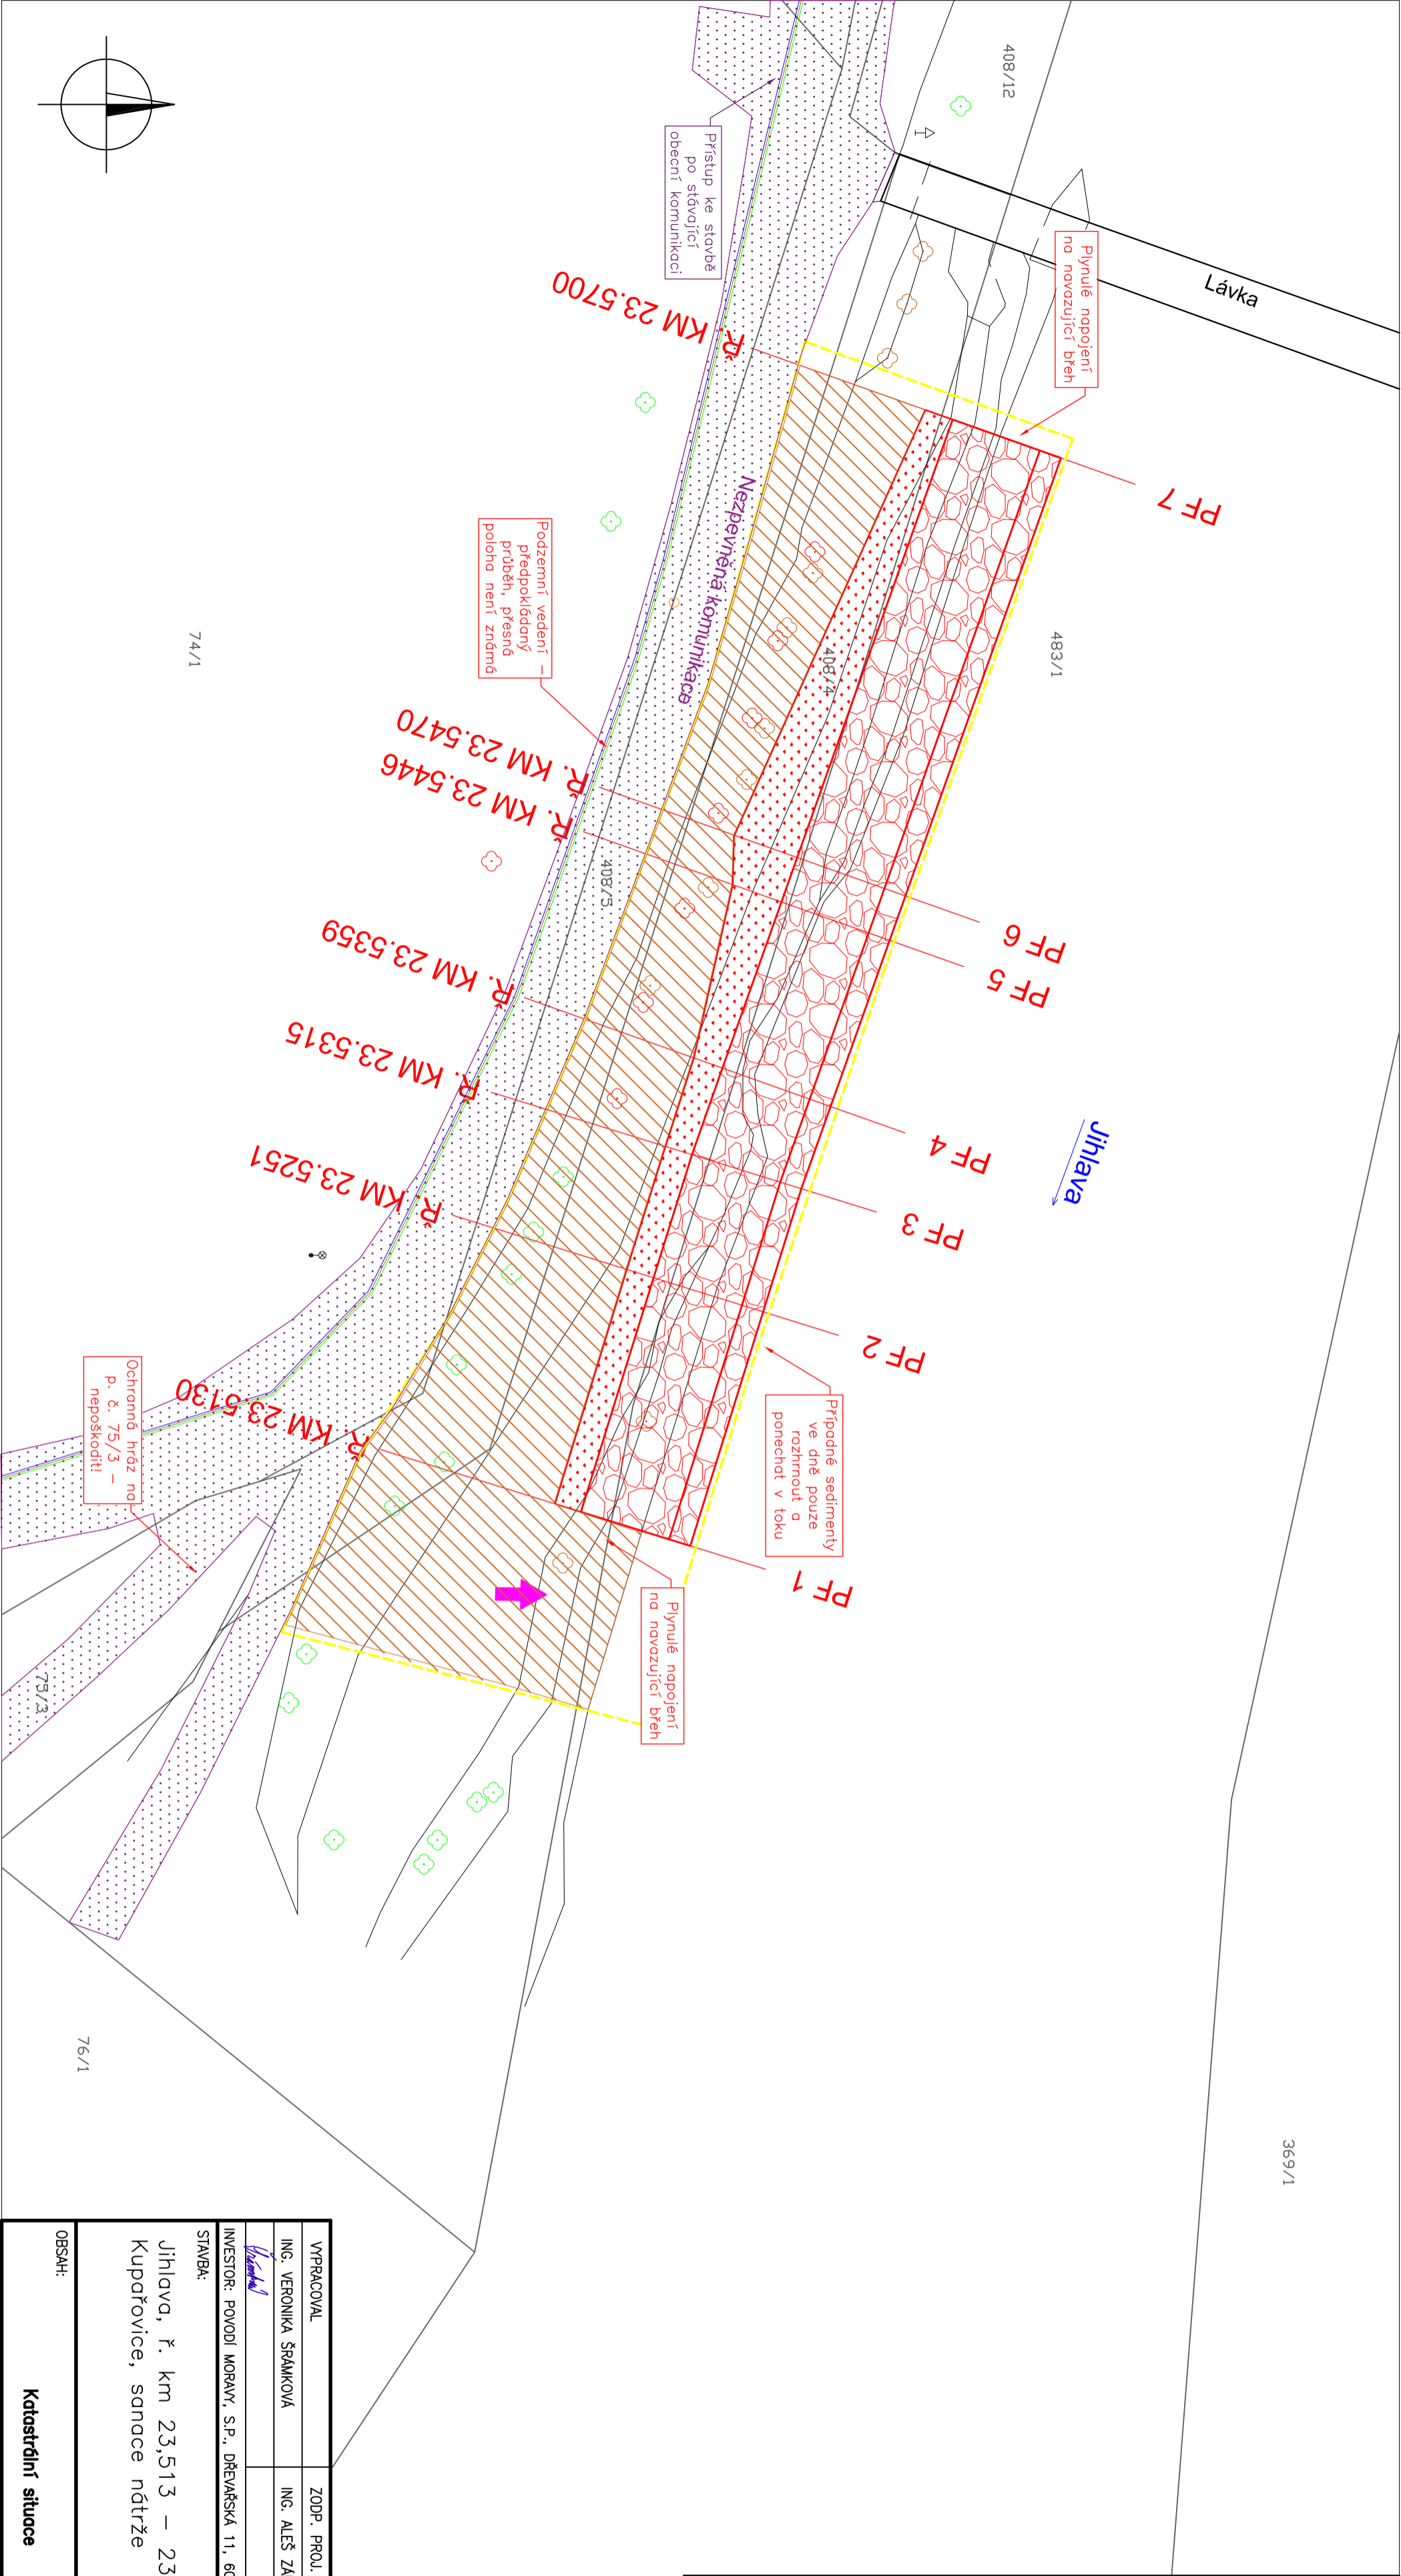 408/12
Lávka
Plynulé napojení
na navazující břeh
Přístup ke stavbě
po stávající
obecní komunikaci
Ř. KM 23.5700
PF 7
Nezpevněná komunikace
Podzemní vedení –
předpokládaný
průběh, přesná
poloha není známá
74/1
408/4
483/1
Ř. KM 23.5470
Ř. KM 23.5446
408/5
PF 6
PF 5
Ř. KM 23.5359
PF 4
Ř. KM 23.5315
PF 3
Jihlava
Ř. KM 23.5251
PF 2
Ochranná hráz na
p. č. 75/3 –
nepoškodit!
Ř. KM 23.5130
PF 1
Případné sedimenty
ve dně pouze
rozhrnout a
ponechat v toku
Plynulé napojení
na navazující břeh
75/3
76/1
369/1
VYPRACOVAL
ZODP. PROJ.
ING. VERONIKA ŠRÁMKOVÁ
ING. ALEŠ ZÁ
INVESTOR: POVODÍ MORAVY, S.P., DŘEVAŘSKÁ 11, 60
STAVBA:
Jihlava, ř. km 23,513 – 23
Kupařovice, sanace nátrže
OBSAH:
Katastrální situace